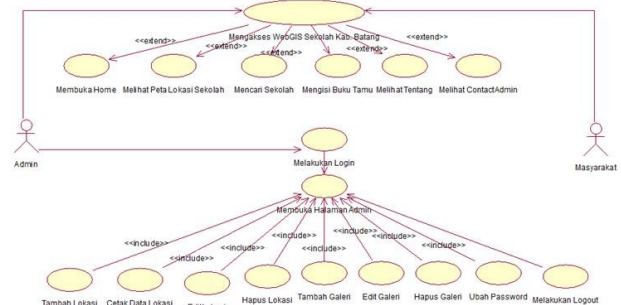 Mengakses WebGIS Sekolah Kab. Batang
<<extend>>
<<extend>>
<<extend>>
<<extend>>
<<extend>>
Membuka Home
Melihat Peta Lokasi Sekolah
Mencari Sekolah
Mengisi Buku Tamu
Melihat Tentang
Melihat ContactAdmin
Admin
Melakukan Login
Masyarakat
Membuka Halaman Admin
<<include>>
<<include>>
<<include>>
<<include>>
<<include>>
<<include>>
<<include>>
Tambah Lokasi
Cetak Data Lokasi
Hapus Lokasi
Tambah Galeri
Edit Galeri
Hapus Galeri
Ubah Password
Melakukan Logout